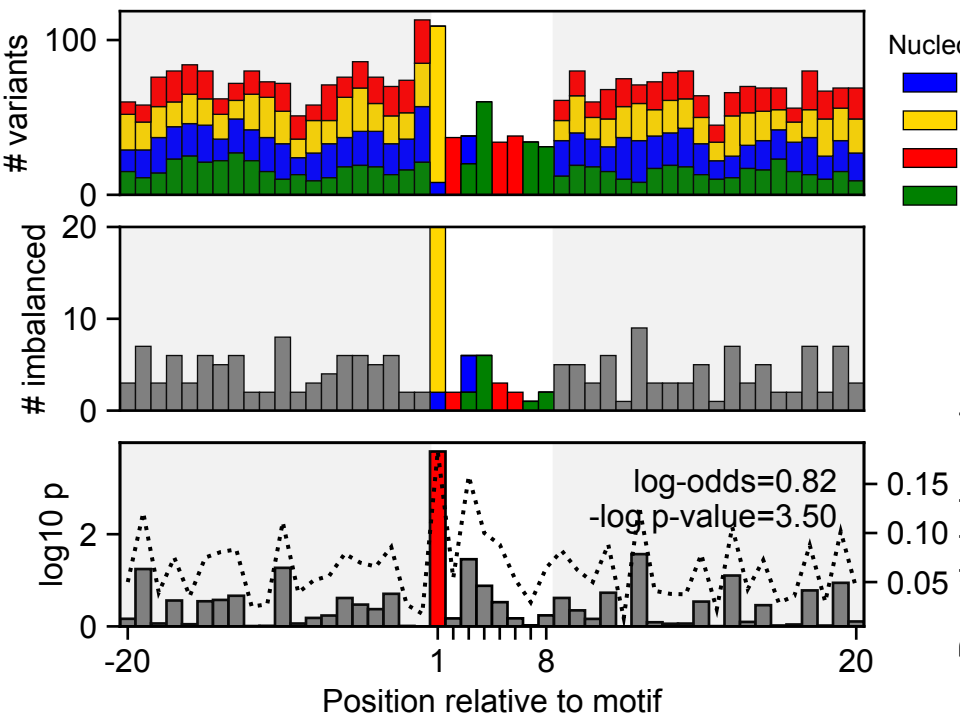 # variants
100
0
Nucleo
# imbalanced
20
10
0
log10 p
2
0
log-odds=0.82
-log p-value=3.50
0.15
0.10
0.05
-20
1
8
20
Position relative to motif